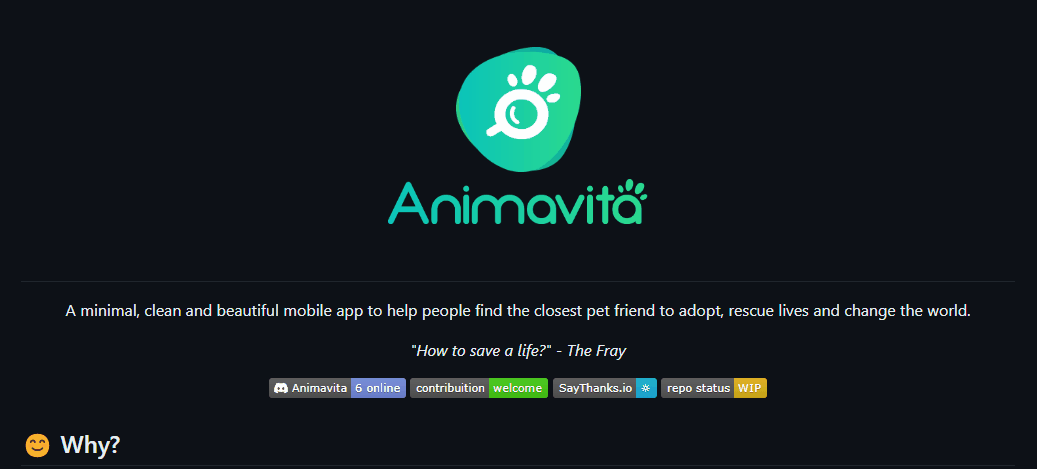 Animavita
A minimal, clean and beautiful mobile app to help people find the closest pet friend to adopt, rescue lives and change the world.
"How to save a life?" - The Fray
Animavita 6 online contribuition welcome SayThanks.io repo status WIP
Why?